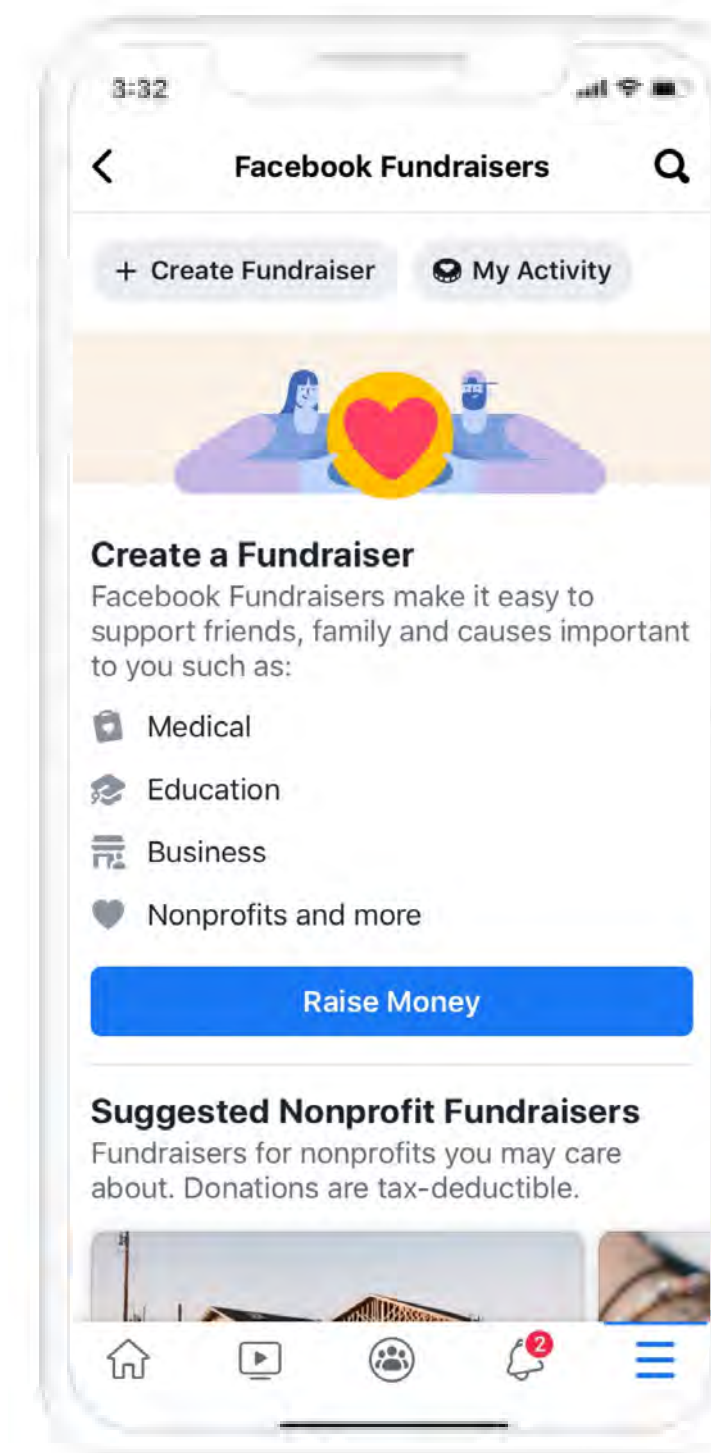 3:32
Facebook Fundraisers
+ Create Fundraiser
My Activity
Create a Fundraiser
Facebook Fundraisers make it easy to
support friends, family and causes important
to you such as:
Medical
Education
Business
Nonprofits and more
Raise Money
Suggested Nonprofit Fundraisers
Fundraisers for nonprofits you may care
about. Donations are tax-deductible.
2